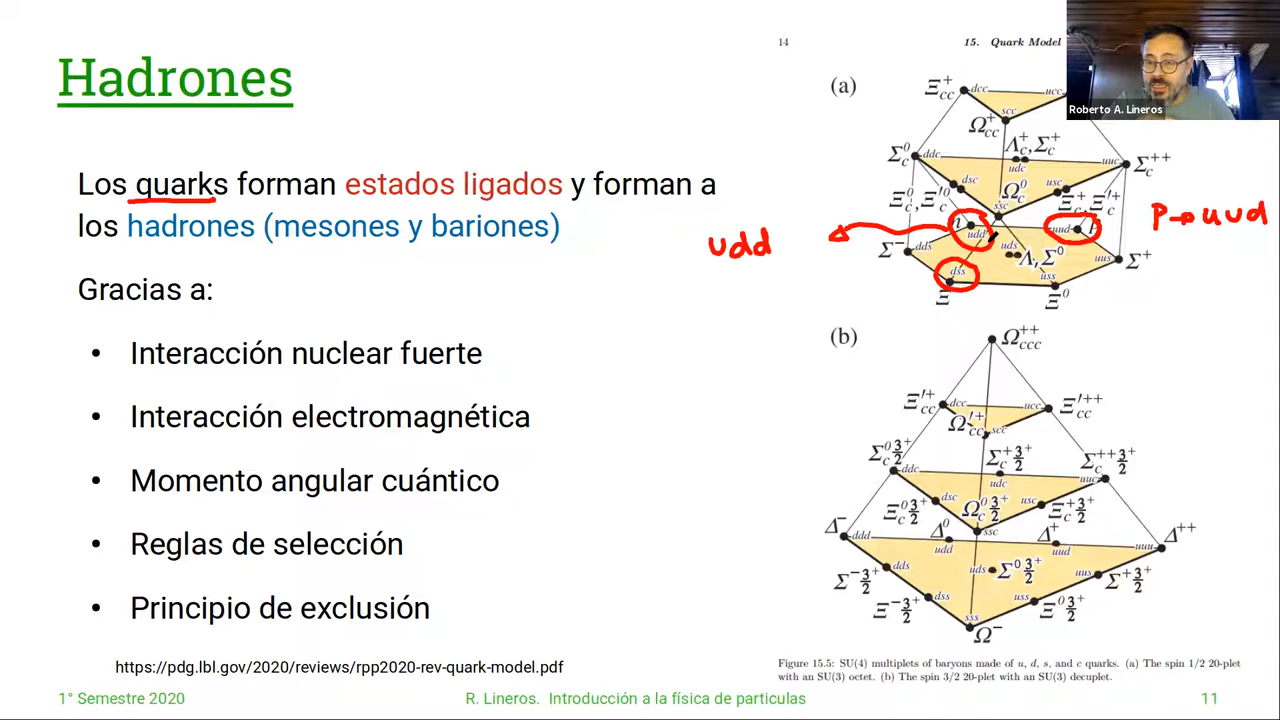 Hadrones
Los quarks forman estados ligados y forman a
los hadrones (mesones y bariones)
Gracias a:
• Interacción nuclear fuerte
• Interacción electromagnética
• Momento angular cuántico
• Reglas de selección
• Principio de exclusión
https://pdg.lbl.gov/2020/reviews/rpp2020-rev-quark-model.pdf
1° Semestre 2020
R. Lineros. Introducción a la física de particulas
11
14
15. Quark Model
Roberto A. Lineros
(a)
Ξcc+ dcc ucc
scc
Ωcc+
Λc+, Σc+
Σc0 ddc udc uuc Σc++
dsc Ωc0 usc
Ξc0, Ξc′0 ssc Ξc+, Ξc′+
udd uud p
P → uud
udd
Σ− dds uds Λ, Σ0 uus Σ+
dss uss
Ξ Ξ0
(b)
Ωccc++
Ξcc′+ dcc ucc Ξcc′++
Ωcc′+ scc
Σc0 3/2+ Σc+ 3/2+ Σc++ 3/2+
ddc udc uuc
dsc Ωc0 3/2+ usc
Ξc0 3/2+ ssc Ξc+ 3/2+
Δ− ddd Δ0 Δ+ uuu Δ++
udd uud
dds uds Σ0 3/2+ uus
Σ− 3/2+ Σ+ 3/2+
dss uss
Ξ− 3/2+ sss Ξ0 3/2+
Ω−
Figure 15.5: SU(4) multiplets of baryons made of u, d, s, and c quarks. (a) The spin 1/2 20-plet
with an SU(3) octet. (b) The spin 3/2 20-plet with an SU(3) decuplet.